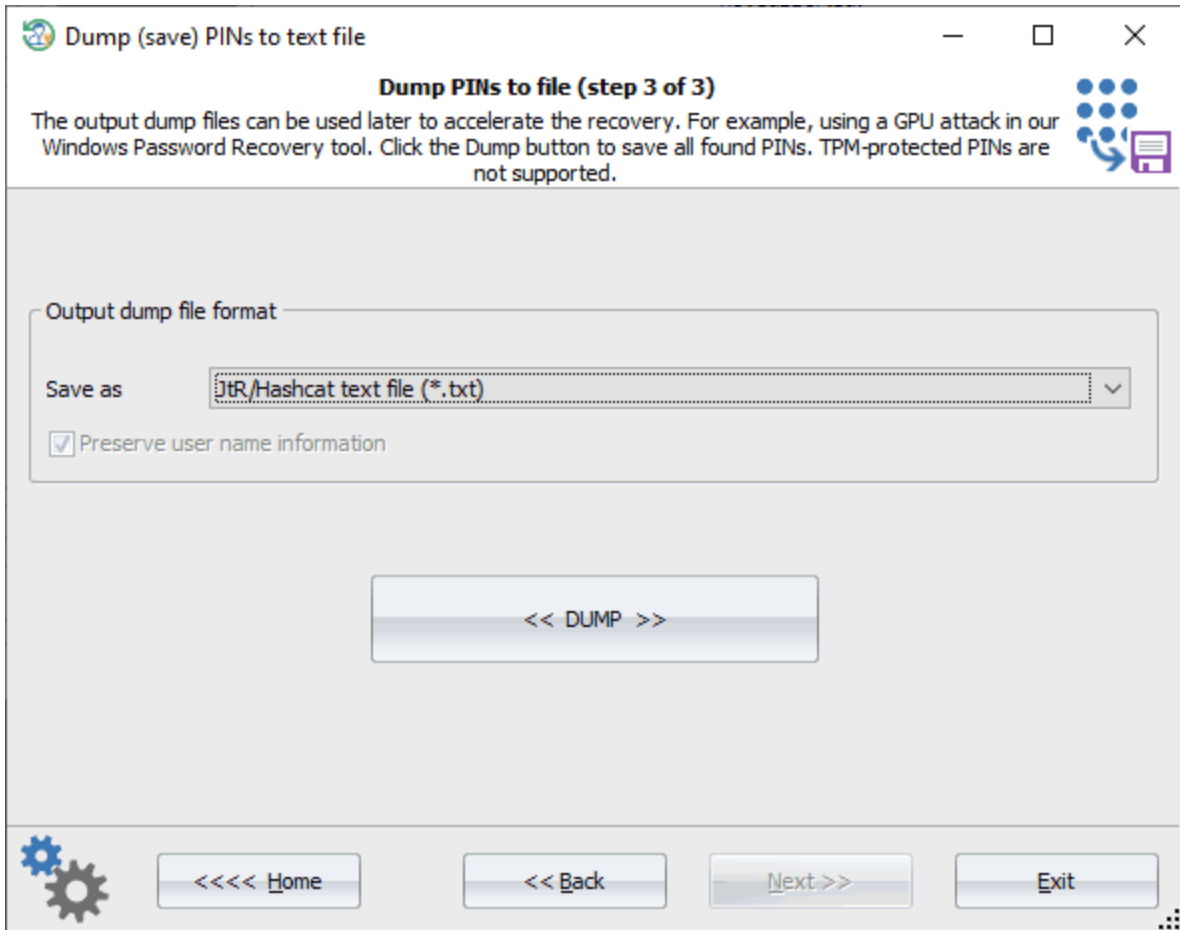 Dump (save) PINs to text file
Dump PINs to file (step 3 of 3)
The output dump files can be used later to accelerate the recovery. For example, using a GPU attack in our
Windows Password Recovery tool. Click the Dump button to save all found PINs. TPM-protected PINs are
not supported.
Output dump file format
Save as
JtR/Hashcat text file (*.txt)
Preserve user name information
<< DUMP >>
<<<< Home
<< Back
Next >>
Exit